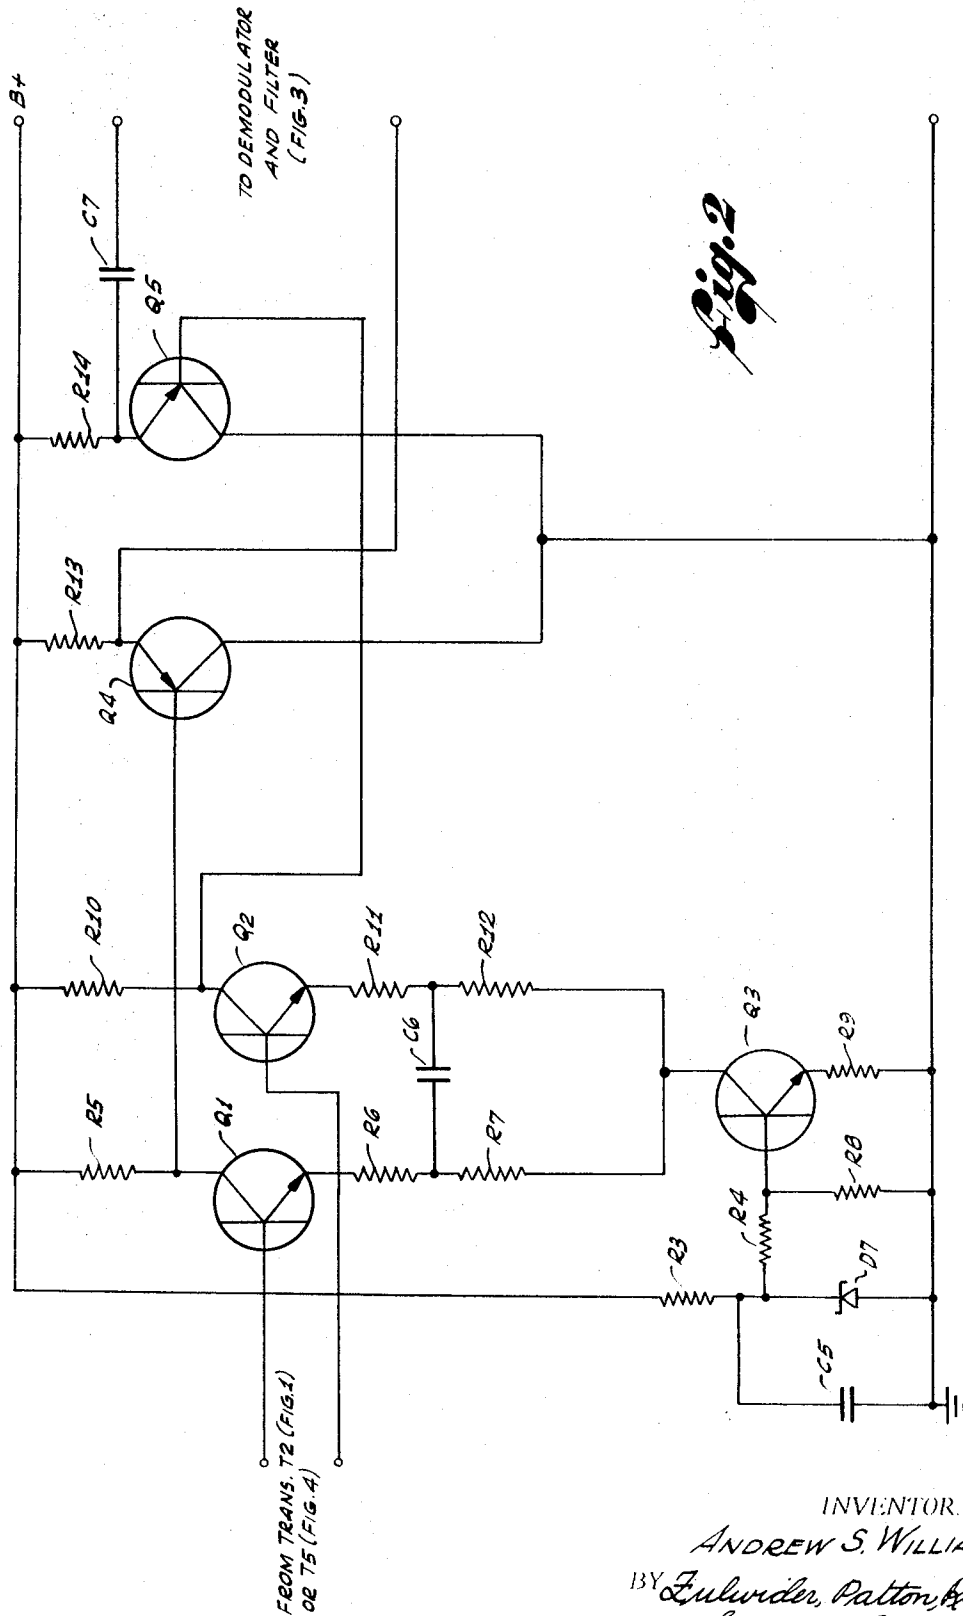 B+
C7
TO DEMODULATOR
AND FILTER
(FIG.3)
R14
Q5
R13
Q4
Fig.2
R10
Q2
R11
R12
C6
R5
Q1
R6
R7
Q3
R9
R8
R4
R3
D7
C5
FROM TRANS. T2 (FIG.1)
OR T5 (FIG.4)
INVENTOR.
ANDREW S. WILLIA
BY Fulwider, Patton,